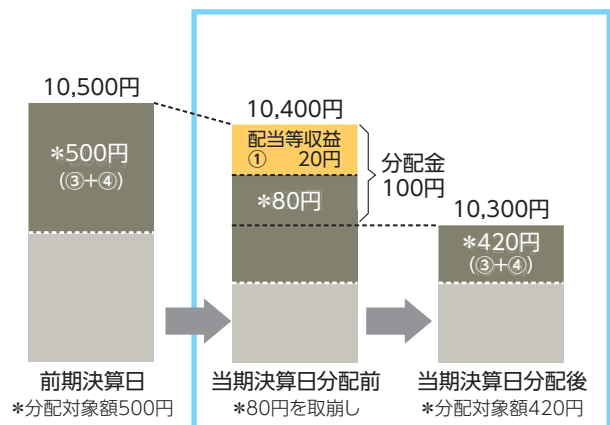 10,500円
*500円
(③+④)
前期決算日
*分配対象額500円
10,400円
配当等収益
① 20円
*80円
分配金
100円
当期決算日分配前
*80円を取崩し
10,300円
*420円
(③+④)
当期決算日分配後
*分配対象額420円